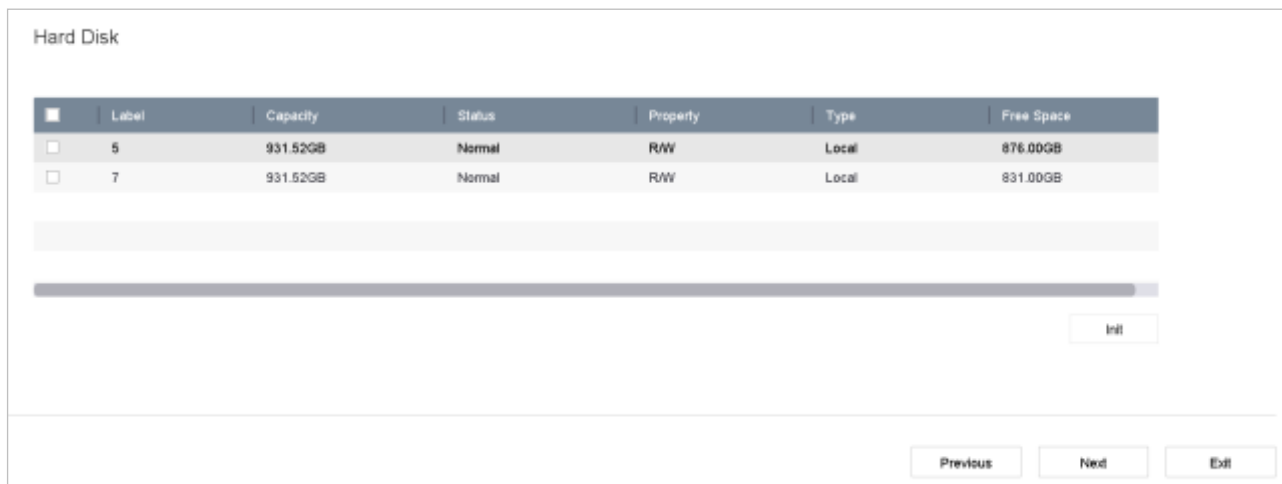 Hard Disk
Label Capacity Status Property Type Free Space
5 931.52GB Normal R/W Local 876.00GB
7 931.52GB Normal R/W Local 831.00GB
Init
Previous Next Exit